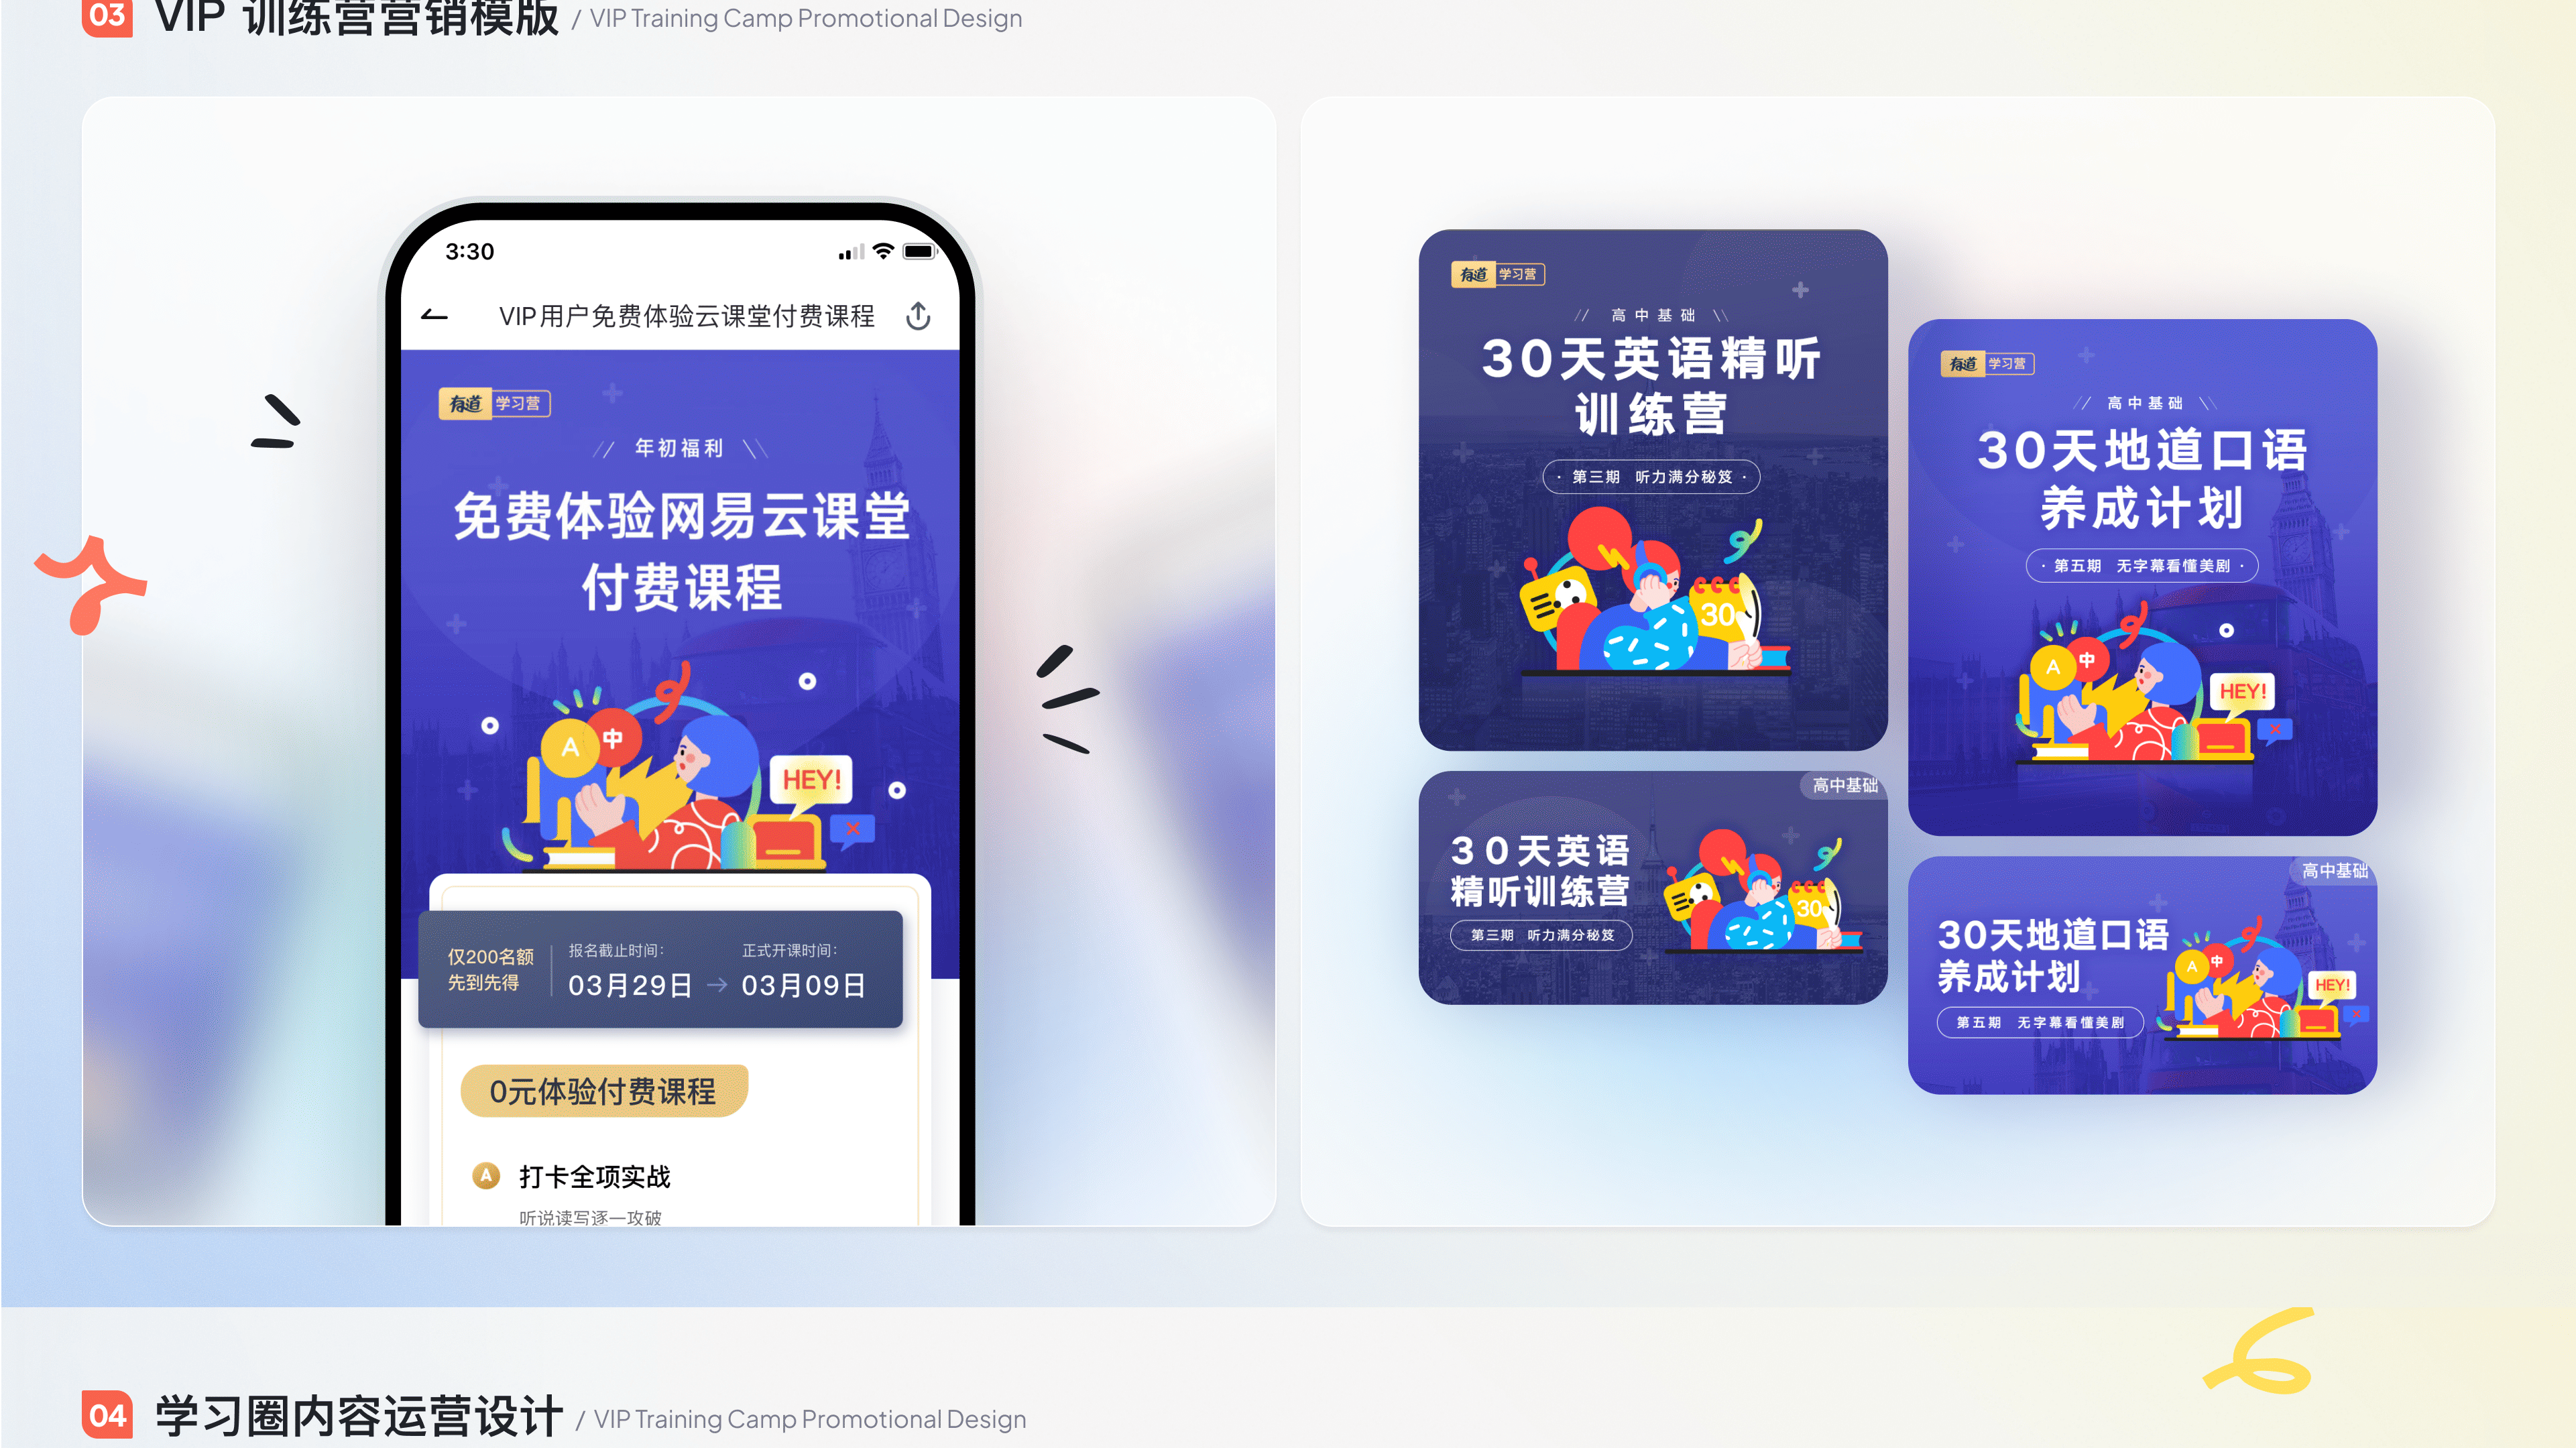 03 VIP 训练营营销模版 / VIP Training Camp Promotional Design
3:30
VIP用户免费体验云课堂付费课程
有道 学习营
// 年初福利 \\
免费体验网易云课堂
付费课程
A 中
HEY!
仅200名额
先到先得
报名截止时间:
03月29日
→
正式开课时间:
03月09日
0元体验付费课程
A 打卡全项实战
听说读写逐一攻破
有道 学习营
// 高中基础 \\
30天英语精听
训练营
· 第三期 听力满分秘笈 ·
30
高中基础
30天英语
精听训练营
第三期 听力满分秘笈
30
有道 学习营
// 高中基础 \\
30天地道口语
养成计划
· 第五期 无字幕看懂美剧 ·
A 中
HEY!
高中基础
30天地道口语
养成计划
第五期 无字幕看懂美剧
A 中
HEY!
04 学习圈内容运营设计 / VIP Training Camp Promotional Design